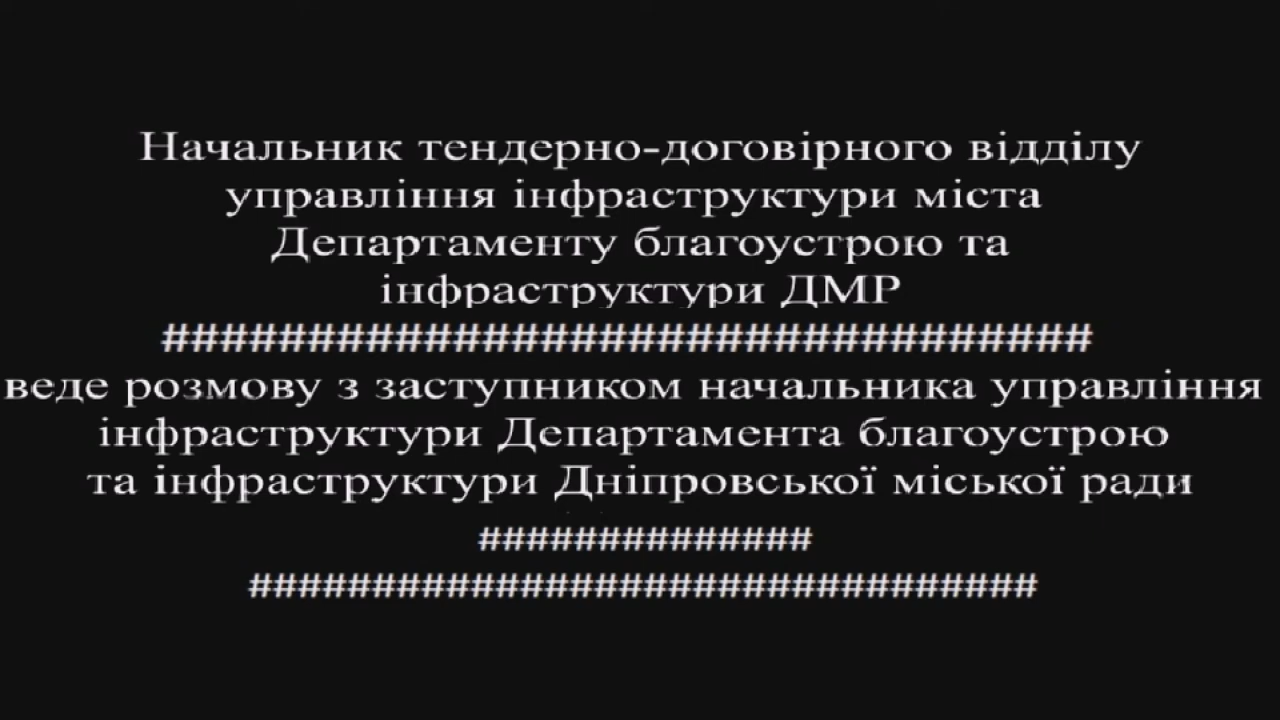 Начальник тендерно-договірного відділу
управління інфраструктури міста
Департаменту благоустрою та
інфраструктури ДМР
################################
веде розмову з заступником начальника управління
інфраструктури Департамента благоустрою
та інфраструктури Дніпровської міської ради
##############
################################